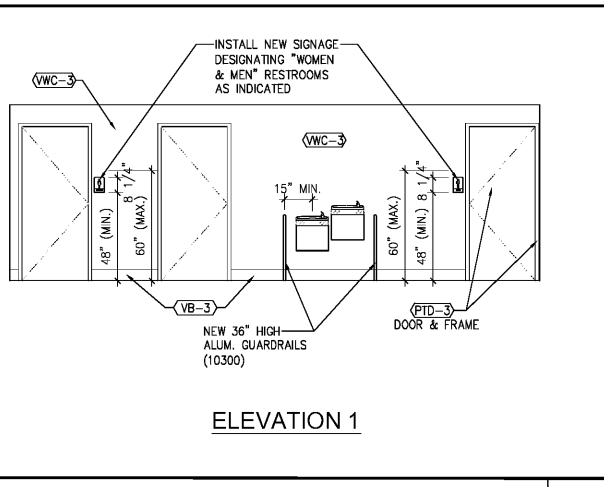 INSTALL NEW SIGNAGE
DESIGNATING "WOMEN
& MEN" RESTROOMS
AS INDICATED
VWC-3
VWC-3
48" (MIN.)
8 1/4"
60" (MAX.)
15" MIN.
60" (MAX.)
48" (MIN.)
8 1/4"
VB-3
NEW 36" HIGH
ALUM. GUARDRAILS
(10300)
PTD-3
DOOR & FRAME
ELEVATION 1